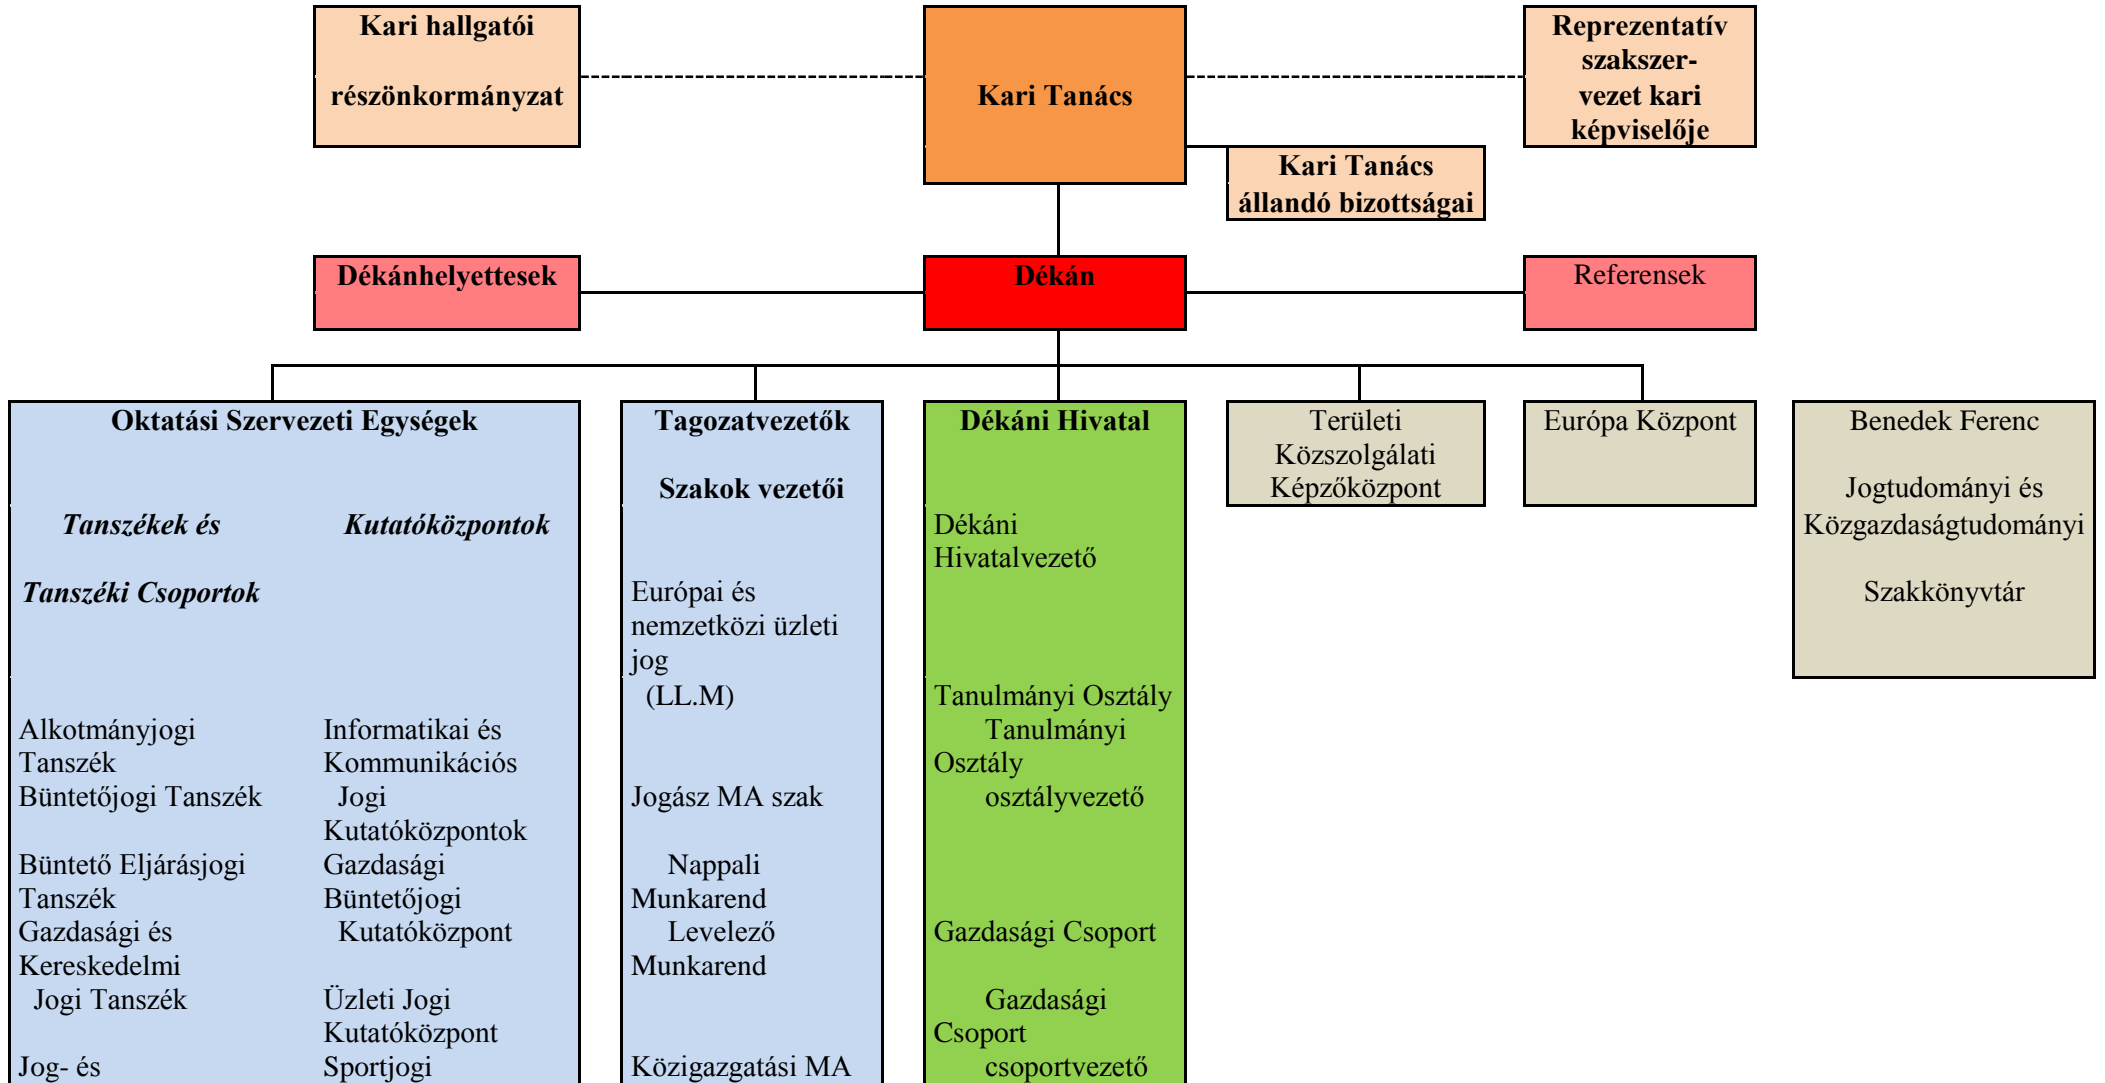 Kari hallgatói
részönkormányzat
Kari Tanács
Reprezentatív
szakszer-
vezet kari
képviselője
Kari Tanács
állandó bizottságai
Dékánhelyettesek
Dékán
Referensek
Oktatási Szervezeti Egységek
Tanszékek és
Tanszéki Csoportok
Alkotmányjogi
Tanszék
Büntetőjogi Tanszék
Büntető Eljárásjogi
Tanszék
Gazdasági és
Kereskedelmi
Jogi Tanszék
Jog- és
Kutatóközpontok
Informatikai és
Kommunikációs
Jogi
Kutatóközpontok
Gazdasági
Büntetőjogi
Kutatóközpont
Üzleti Jogi
Kutatóközpont
Sportjogi
Tagozatvezetők
Szakok vezetői
Európai és
nemzetközi üzleti
jog
(LL.M)
Jogász MA szak
Nappali
Munkarend
Levelező
Munkarend
Közigazgatási MA
Dékáni Hivatal
Dékáni
Hivatalvezető
Tanulmányi Osztály
Tanulmányi
Osztály
osztályvezető
Gazdasági Csoport
Gazdasági
Csoport
csoportvezető
Területi
Közszolgálati
Képzőközpont
Európa Központ
Benedek Ferenc
Jogtudományi és
Közgazdaságtudományi
Szakkönyvtár